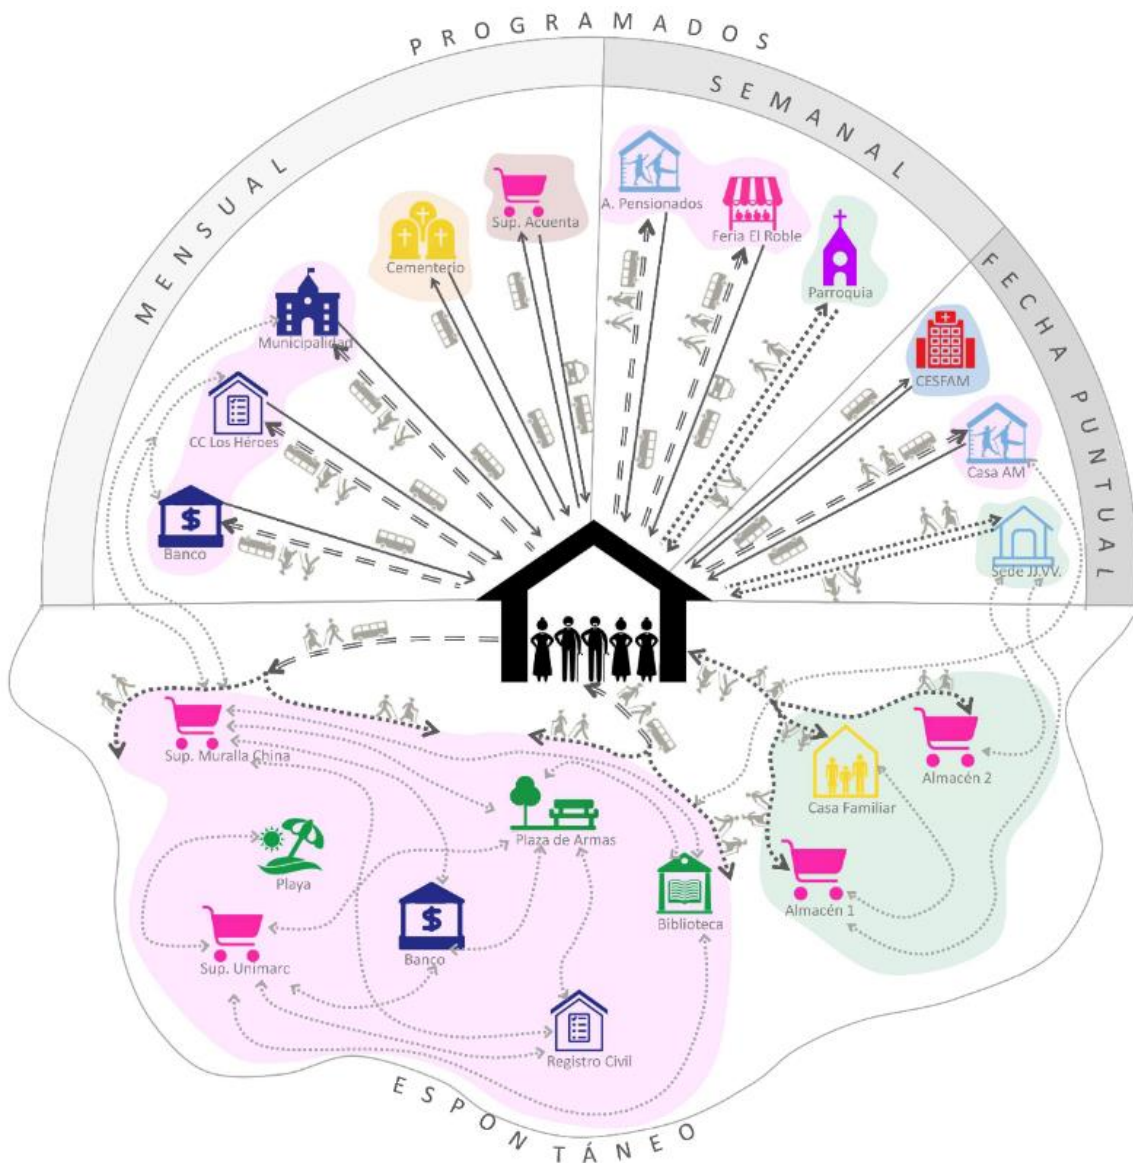 PROGRAMADOS
MENSUAL
SEMANAL
FECHA PUNTUAL
A. Pensionados
Sup. Acuenta
Feria El Roble
Cementerio
Parroquia
Municipalidad
CESFAM
CC Los Héroes
Casa AM
Banco
$
Sede JJ.VV.
Sup. Muralla China
Almacén 2
Casa Familiar
Plaza de Armas
Playa
Almacén 1
Biblioteca
$
Sup. Unimarc
Banco
Registro Civil
ESPONTÁNEO